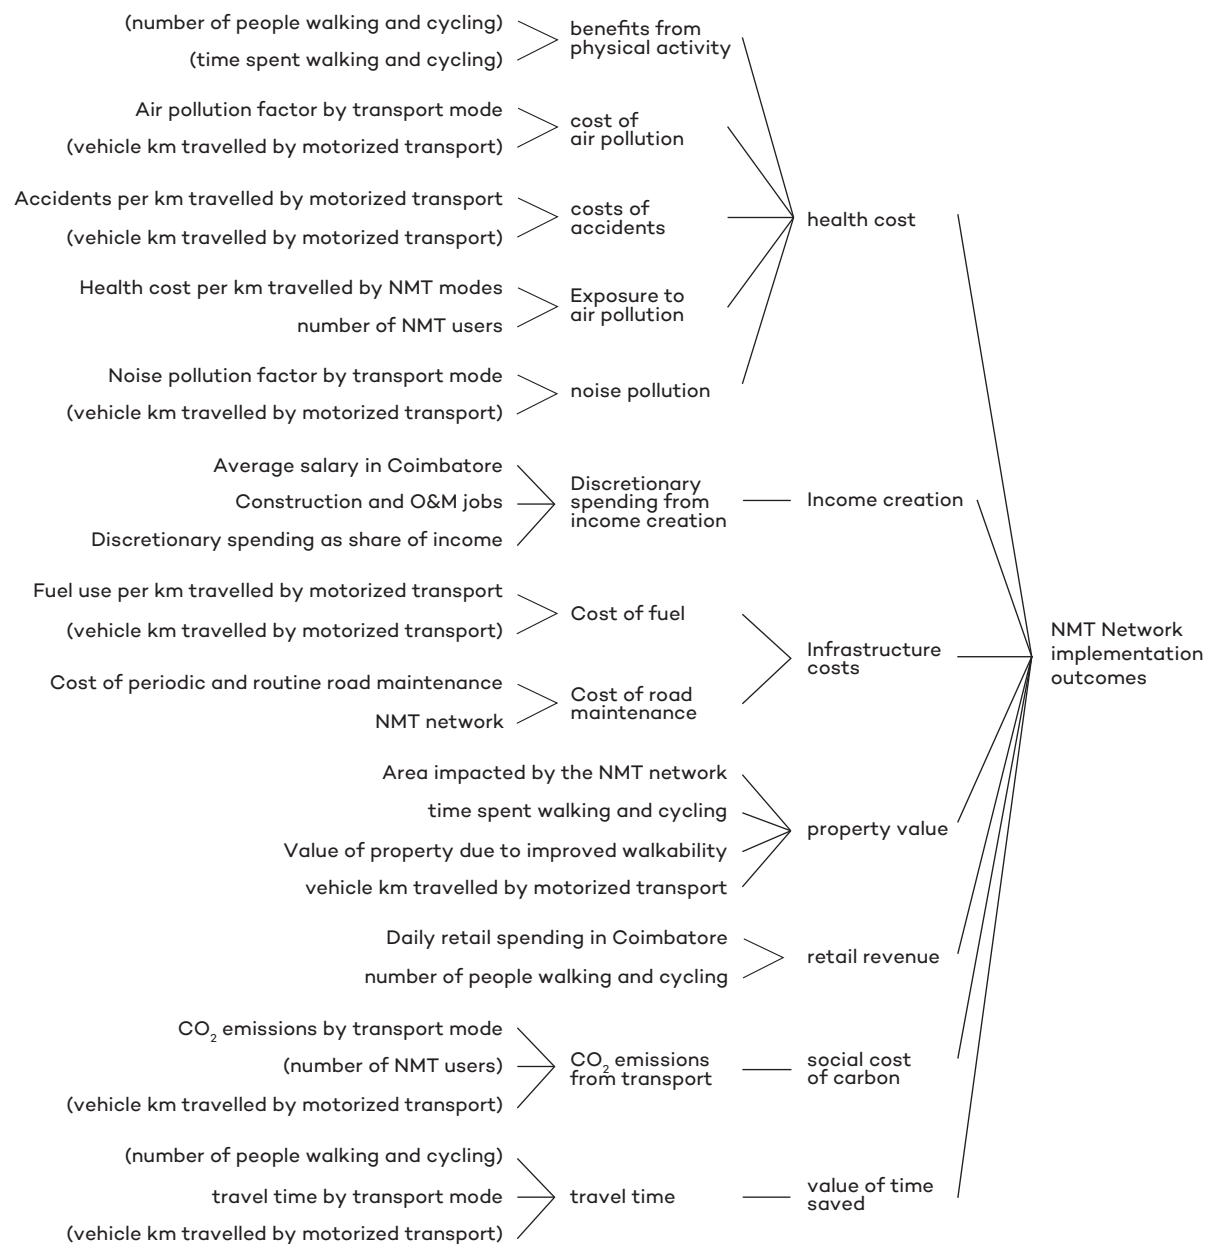 (number of people walking and cycling)
(time spent walking and cycling)
benefits from
physical activity
Air pollution factor by transport mode
(vehicle km travelled by motorized transport)
cost of
air pollution
Accidents per km travelled by motorized transport
(vehicle km travelled by motorized transport)
costs of
accidents
Health cost per km travelled by NMT modes
number of NMT users
Exposure to
air pollution
Noise pollution factor by transport mode
(vehicle km travelled by motorized transport)
noise pollution
health cost
Average salary in Coimbatore
Construction and O&M jobs
Discretionary spending as share of income
Discretionary
spending from
income creation
Income creation
Fuel use per km travelled by motorized transport
(vehicle km travelled by motorized transport)
Cost of fuel
Cost of periodic and routine road maintenance
NMT network
Cost of road
maintenance
Infrastructure
costs
Area impacted by the NMT network
time spent walking and cycling
Value of property due to improved walkability
vehicle km travelled by motorized transport
property value
Daily retail spending in Coimbatore
number of people walking and cycling
retail revenue
CO₂ emissions by transport mode
(number of NMT users)
(vehicle km travelled by motorized transport)
CO₂ emissions
from transport
social cost
of carbon
(number of people walking and cycling)
travel time by transport mode
(vehicle km travelled by motorized transport)
travel time
value of time
saved
NMT Network
implementation
outcomes